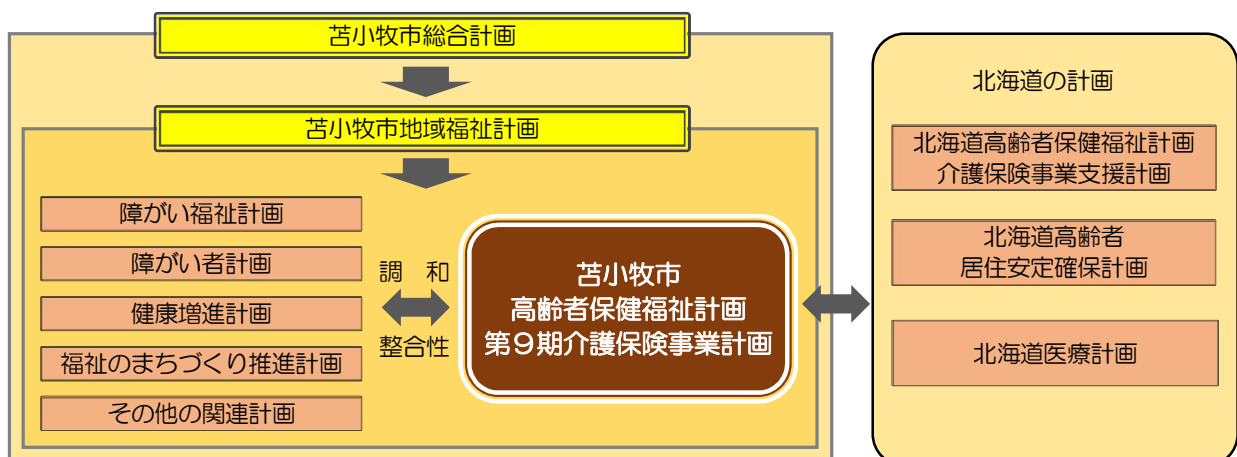 苫小牧市総合計画
苫小牧市地域福祉計画
障がい福祉計画
障がい者計画
健康増進計画
福祉のまちづくり推進計画
その他の関連計画
調　和
整合性
苫小牧市
高齢者保健福祉計画
第９期介護保険事業計画
北海道の計画
北海道高齢者保健福祉計画
介護保険事業支援計画
北海道高齢者
居住安定確保計画
北海道医療計画